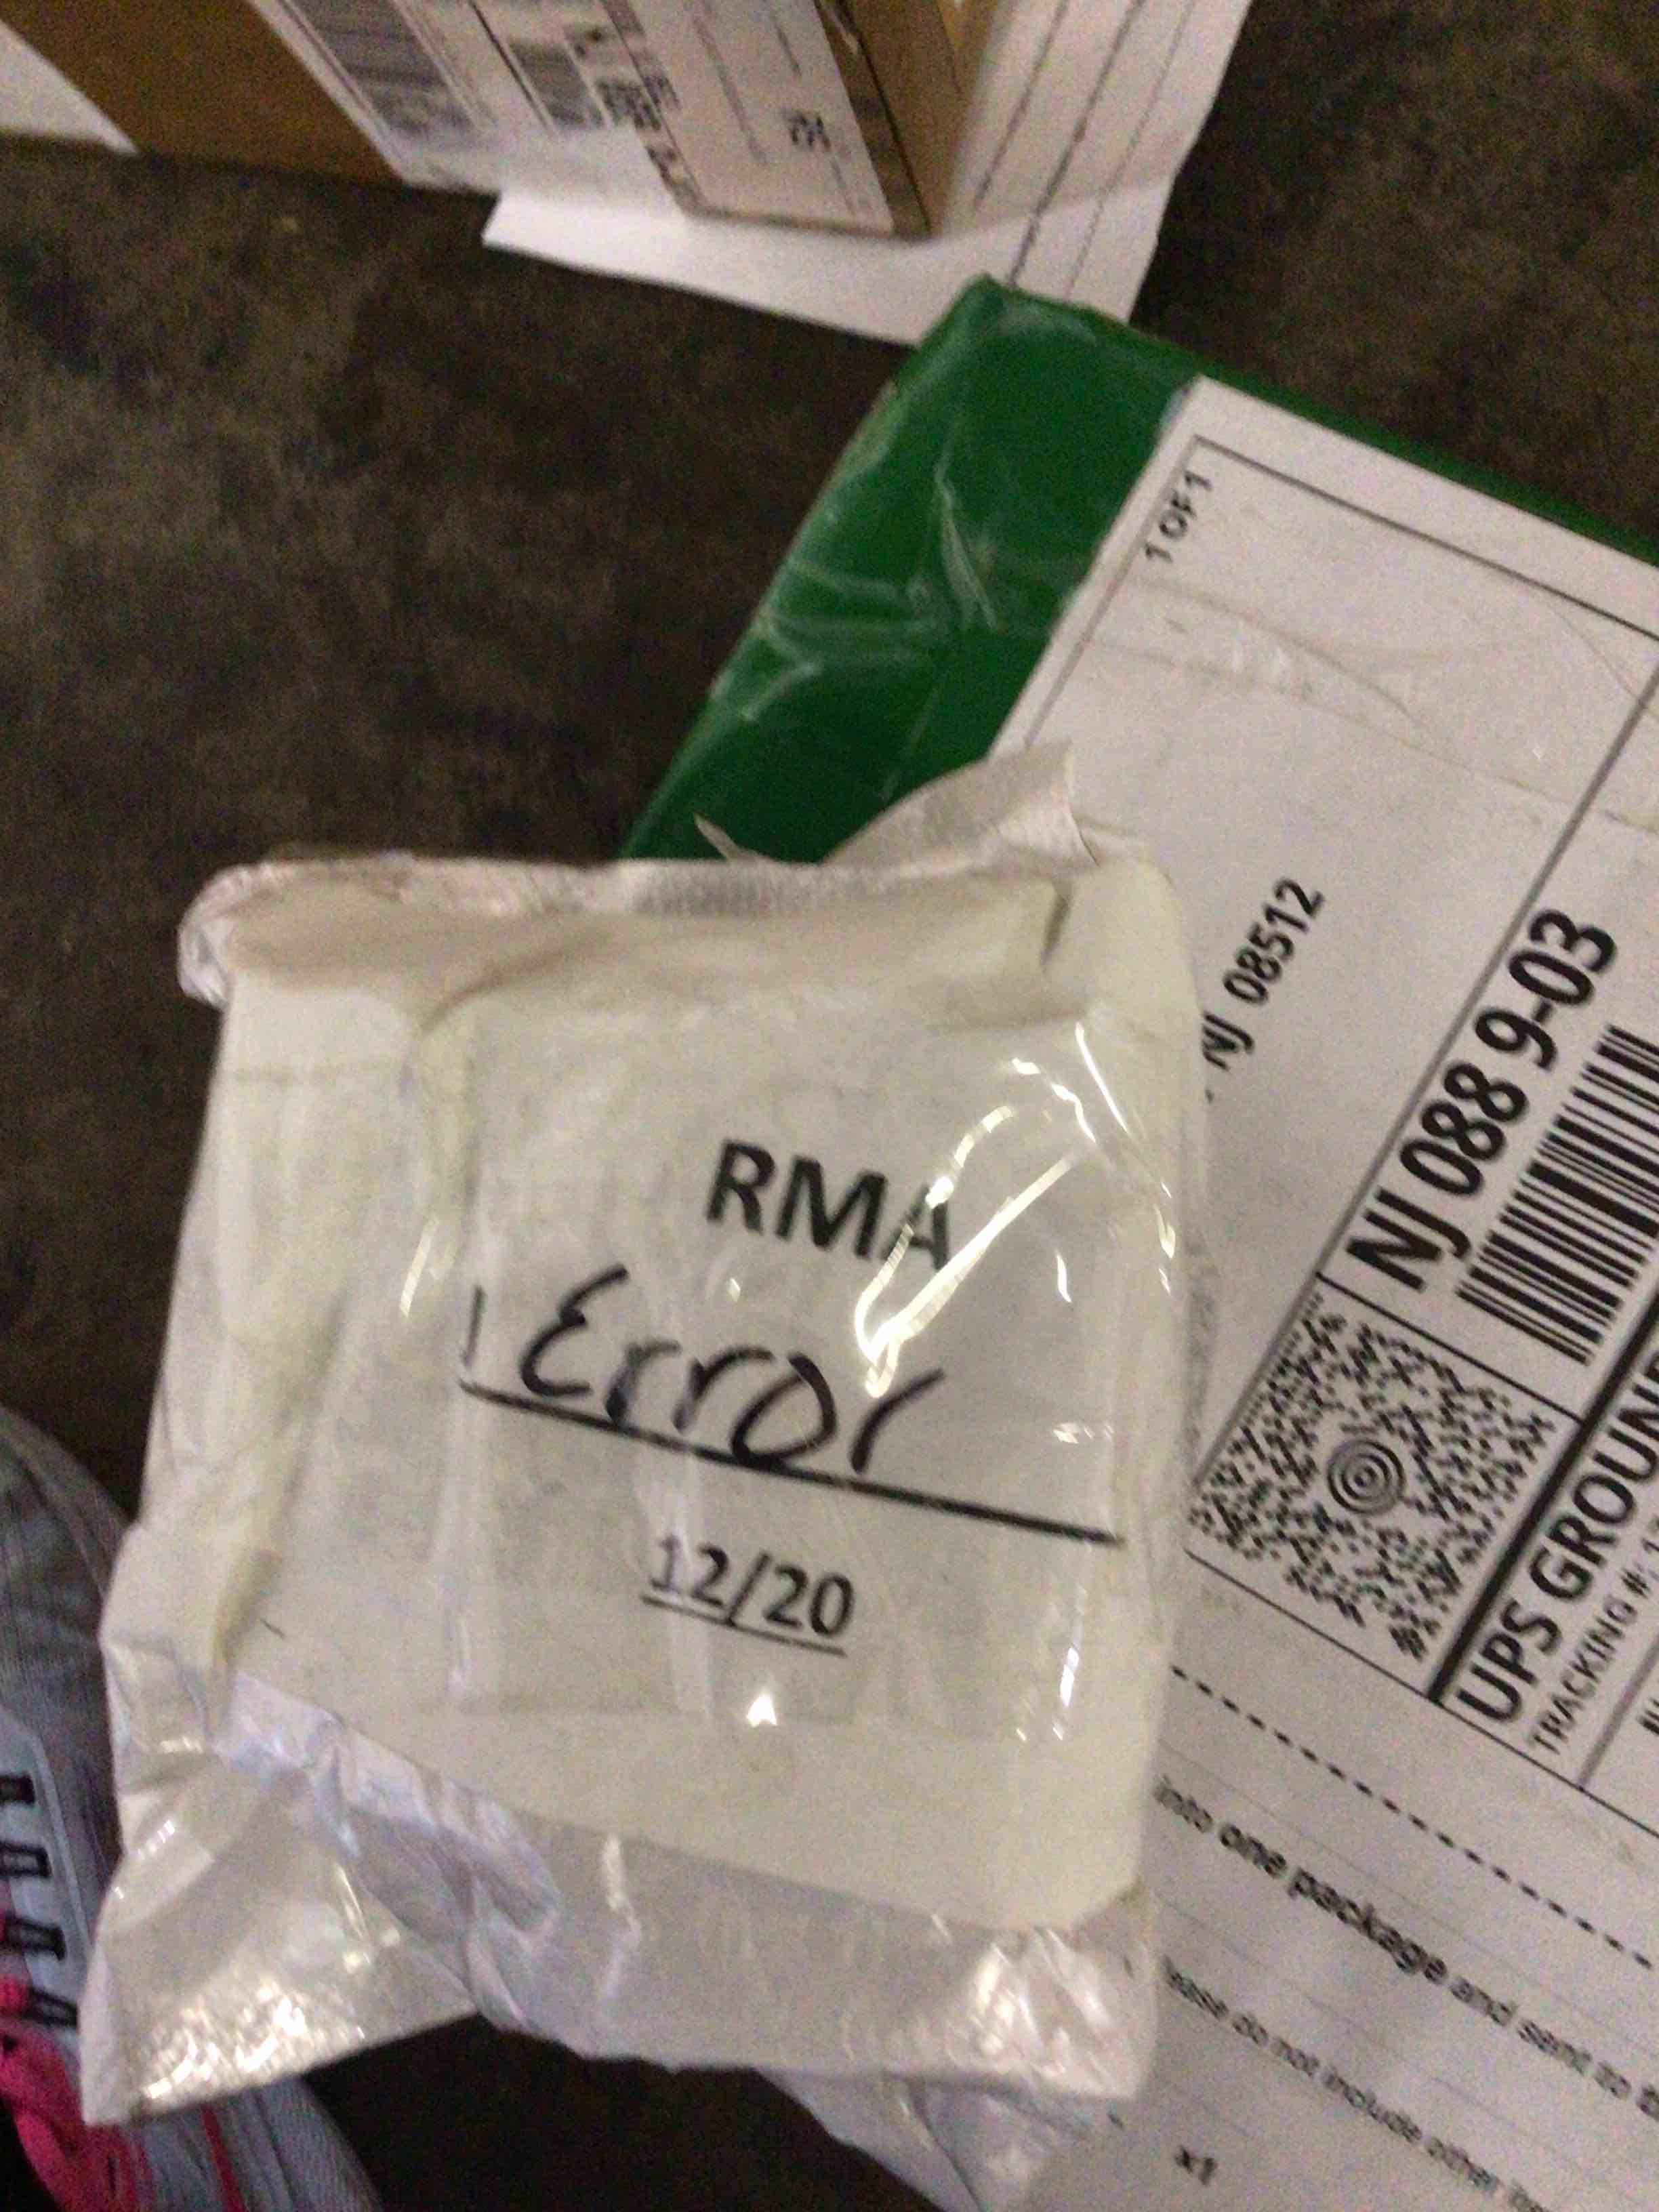 RMA
Error
12/20
1 OF 1
NJ 08512
NJ 088 9-03
UPS GROUND
TRACKING #:
into one package and sent to
do not include other
x1